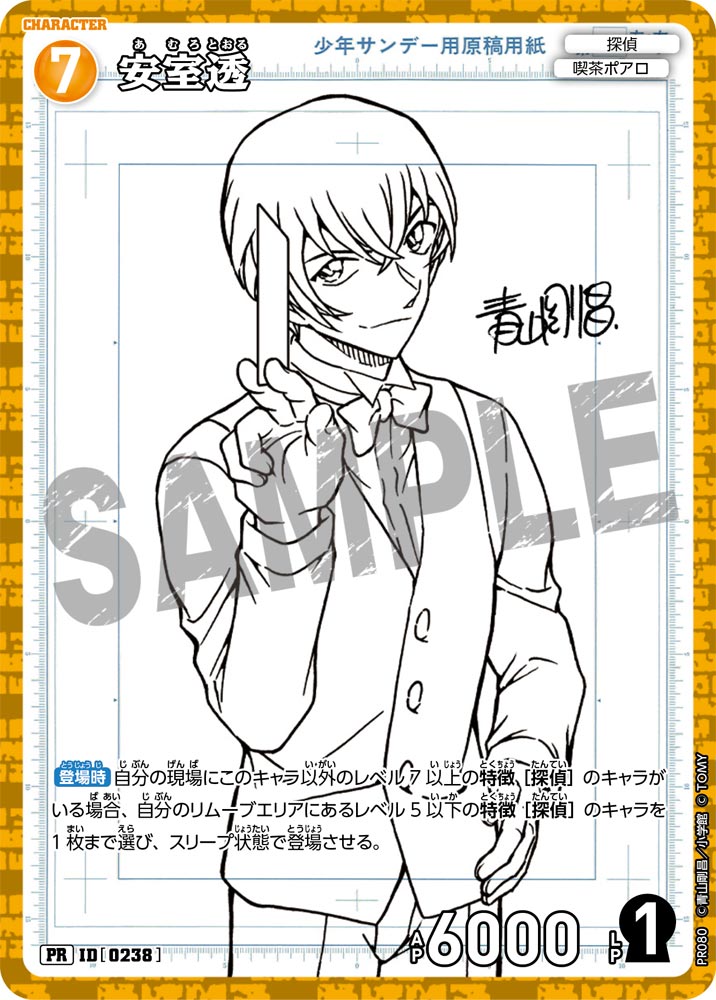 CHARACTER
7
あむろとおる
安室透
少年サンデー用原稿用紙
探偵
喫茶ポアロ
青山剛昌
SAMPLE
登場時 自分の現場にこのキャラ以外のレベル7以上の特徴［探偵］のキャラが
いる場合、自分のリムーブエリアにあるレベル5以下の特徴［探偵］のキャラを
1枚まで選び、スリープ状態で登場させる。
PR ID[0238]
AP 6000
LP 1
PR080 ©青山剛昌／小学館 ©TOMY